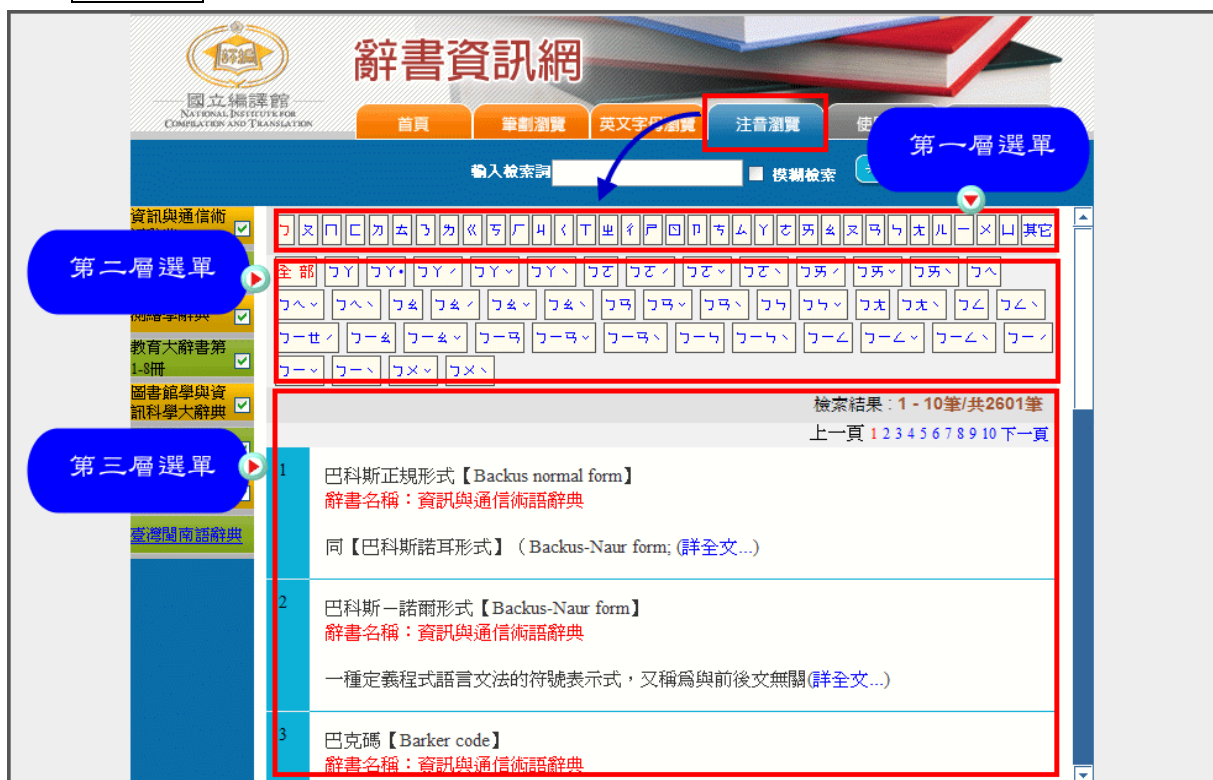 國立編譯館
NATIONAL INSTITUTE FOR
COMPILATION AND TRANSLATION
辭書資訊網
首頁 筆劃瀏覽 英文字母瀏覽 注音瀏覽 使
第一層選單
輸入檢索詞 模糊檢索
資訊與通信術
ㄅ ㄆ ㄇ ㄈ ㄉ ㄊ ㄋ ㄌ ㄍ ㄎ ㄏ ㄐ ㄑ ㄒ ㄓ ㄔ ㄕ ㄖ ㄗ ㄘ ㄙ ㄚ ㄛ ㄞ ㄠ ㄡ ㄢ ㄣ ㄤ ㄦ ㄧ ㄨ ㄩ 其它
第二層選單
全部 ㄅㄚ ㄅㄚ˙ ㄅㄚˊ ㄅㄚˇ ㄅㄚˋ ㄅㄛ ㄅㄛˊ ㄅㄛˇ ㄅㄛˋ ㄅㄞˊ ㄅㄞˇ ㄅㄞˋ ㄅㄟ
ㄅㄟˇ ㄅㄟˋ ㄅㄠ ㄅㄠˊ ㄅㄠˇ ㄅㄠˋ ㄅㄢ ㄅㄢˇ ㄅㄢˋ ㄅㄣ ㄅㄣˇ ㄅㄤ ㄅㄤˋ ㄅㄥ ㄅㄥˋ
ㄅㄧㄝˊ ㄅㄧㄠ ㄅㄧㄠˇ ㄅㄧㄢ ㄅㄧㄢˇ ㄅㄧㄢˋ ㄅㄧㄣ ㄅㄧㄣˋ ㄅㄧㄥ ㄅㄧㄥˇ ㄅㄧㄥˋ ㄅㄧˊ
ㄅㄧˇ ㄅㄧˋ ㄅㄨˇ ㄅㄨˋ
測繪學辭典
教育大辭書第
1-8冊
圖書館學與資
訊科學大辭典
第三層選單
臺灣閩南語辭典
檢索結果：1 - 10筆/共2601筆
上一頁 1 2 3 4 5 6 7 8 9 10 下一頁
1
巴科斯正規形式【Backus normal form】
辭書名稱：資訊與通信術語辭典
同【巴科斯諾耳形式】（Backus-Naur form; (詳全文...)
2
巴科斯－諾爾形式【Backus-Naur form】
辭書名稱：資訊與通信術語辭典
一種定義程式語言文法的符號表示式，又稱為與前後文無關(詳全文...)
3
巴克碼【Barker code】
辭書名稱：資訊與通信術語辭典